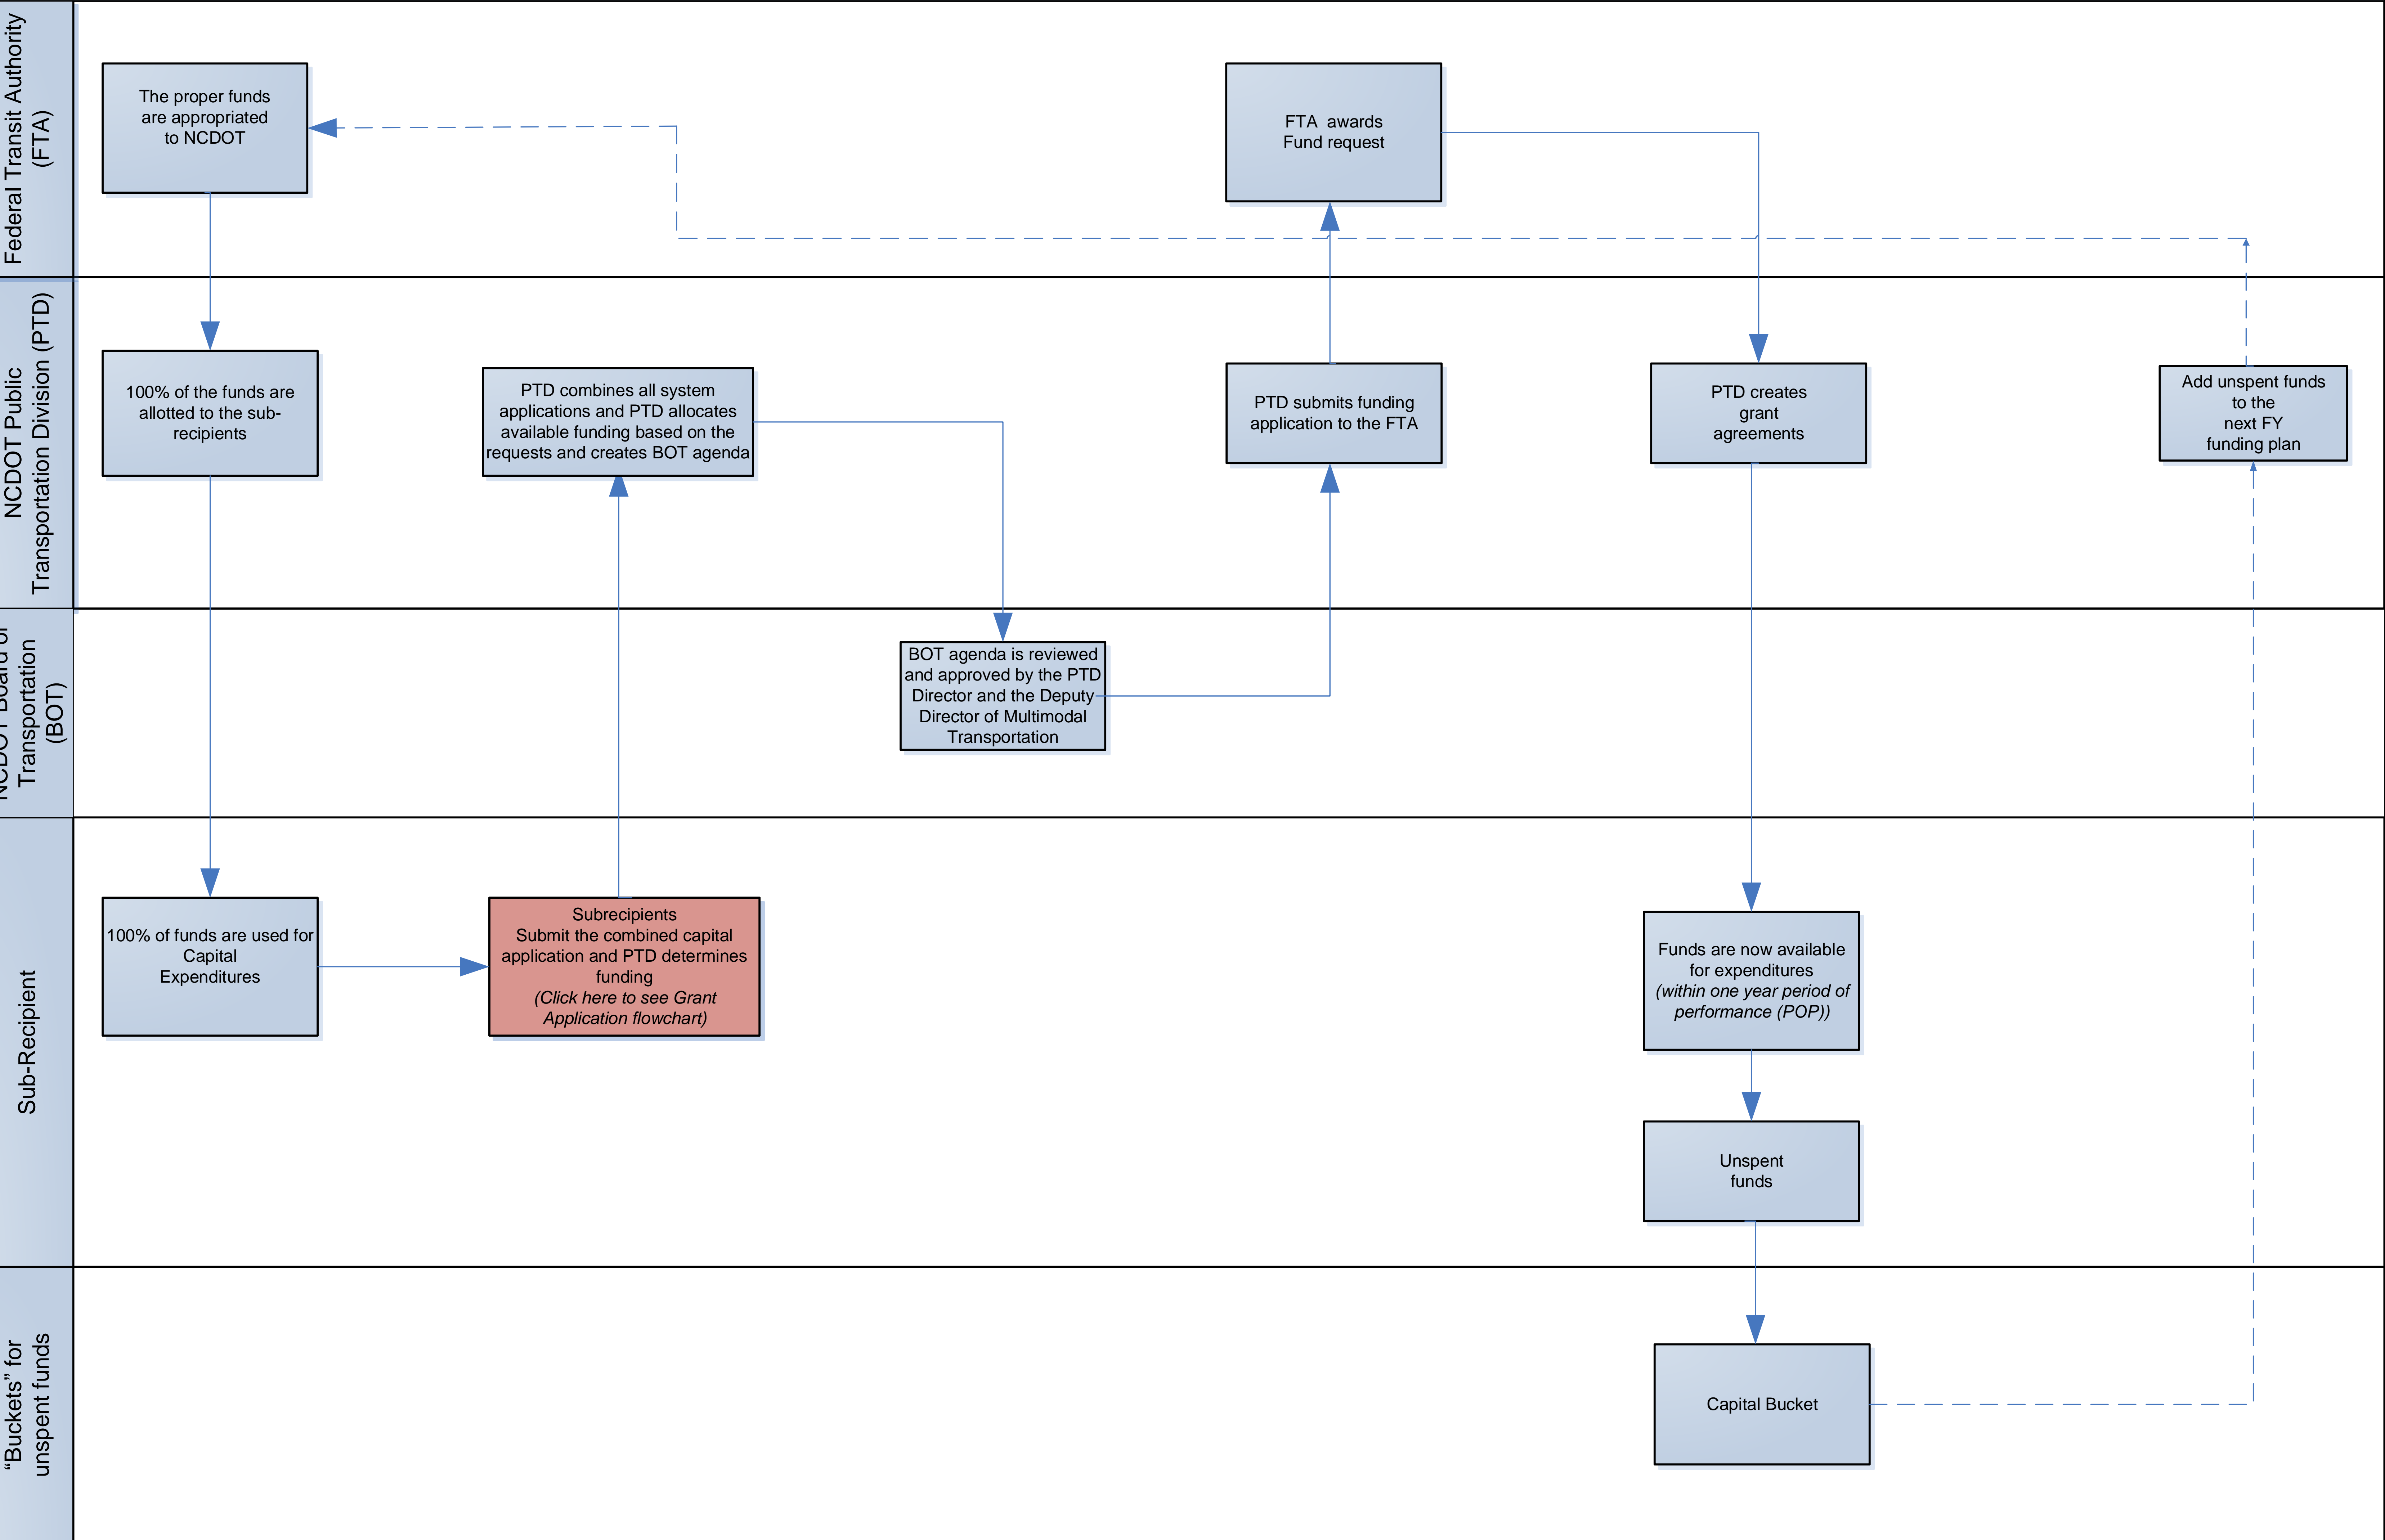 Federal Transit Authority
(FTA)
The proper funds
are appropriated
to NCDOT
FTA awards
Fund request
NCDOT Public
Transportation Division (PTD)
100% of the funds are
allotted to the sub-
recipients
PTD combines all system
applications and PTD allocates
available funding based on the
requests and creates BOT agenda
PTD submits funding
application to the FTA
PTD creates
grant
agreements
Add unspent funds
to the
next FY
funding plan
NCDOT Board of
Transportation
(BOT)
BOT agenda is reviewed
and approved by the PTD
Director and the Deputy
Director of Multimodal
Transportation
Sub-Recipient
100% of funds are used for
Capital
Expenditures
Subrecipients
Submit the combined capital
application and PTD determines
funding
(Click here to see Grant
Application flowchart)
Funds are now available
for expenditures
(within one year period of
performance (POP))
Unspent
funds
“Buckets” for
unspent funds
Capital Bucket